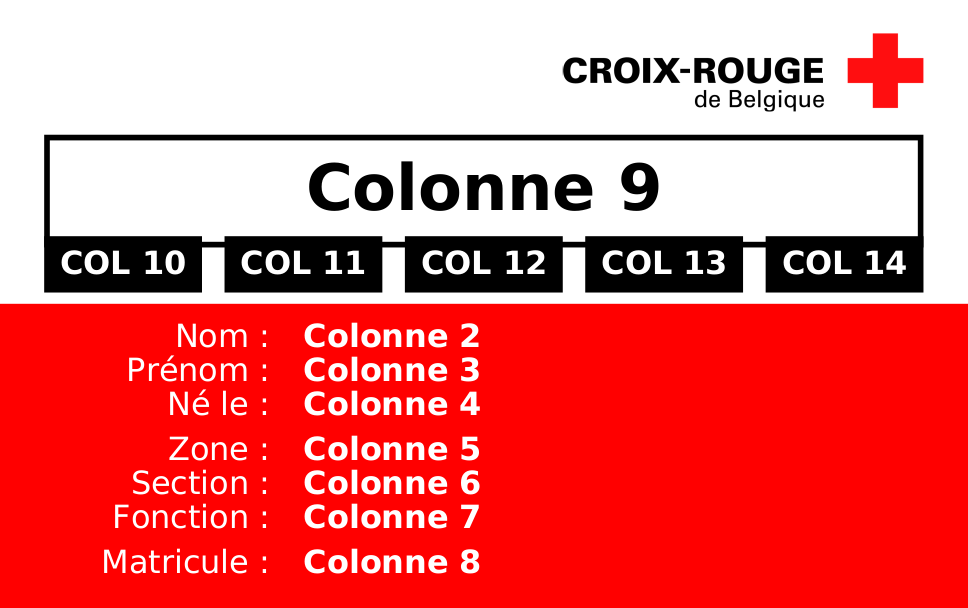 CROIX-ROUGE
de Belgique
Colonne 9
COL 10 COL 11 COL 12 COL 13 COL 14
Nom : Colonne 2
Prénom : Colonne 3
Né le : Colonne 4
Zone : Colonne 5
Section : Colonne 6
Fonction : Colonne 7
Matricule : Colonne 8